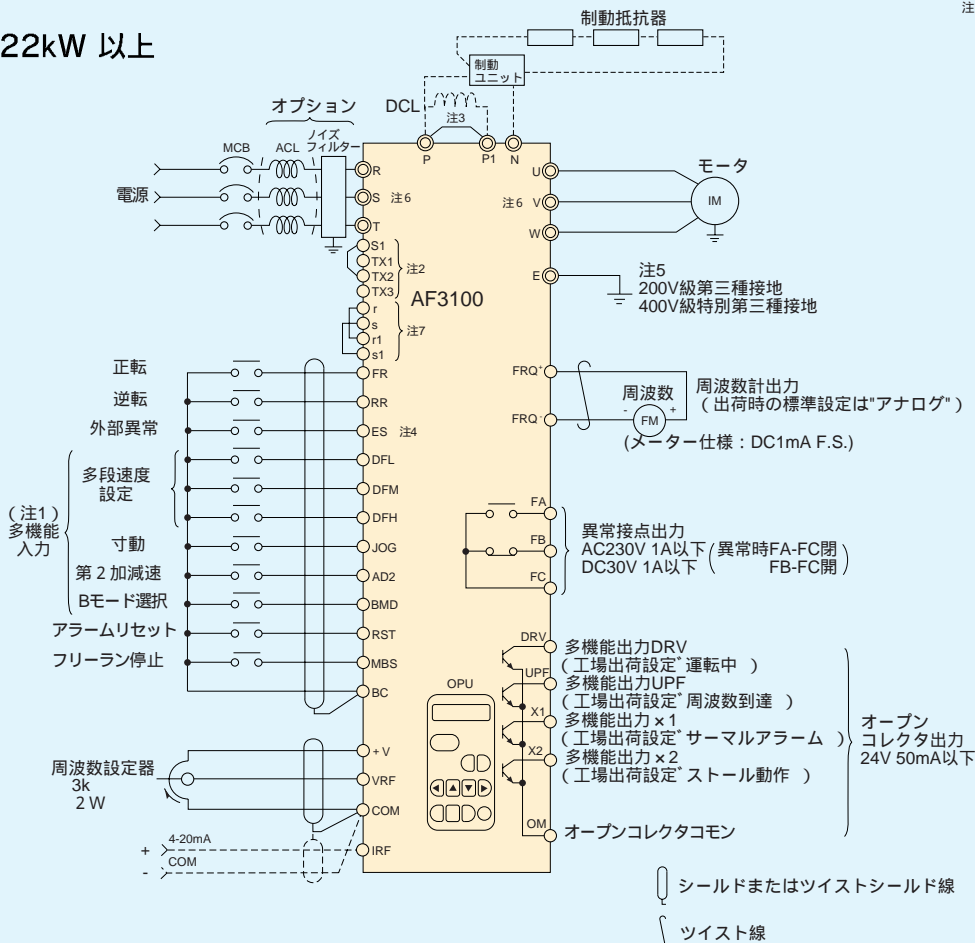 注
22kW 以上
制動抵抗器
制動
ユニット
オプション
DCL
注3
MCB
ACL
ノイズ
フィルター
P
P1
N
R
電源
S
注6
T
U
注6
V
W
モータ
IM
S1
TX1
TX2
TX3
注2
r
s
r1
s1
注7
AF3100
E
注5
200V級第三種接地
400V級特別第三種接地
正転
FR
逆転
RR
外部異常
ES
注4
(注1)
多機能
入力
多段速度
設定
DFL
DFM
DFH
寸動
JOG
第2加減速
AD2
Bモード選択
BMD
アラームリセット
RST
フリーラン停止
MBS
BC
FRQ+
FRQ-
周波数
- FM +
周波数計出力
(出荷時の標準設定は"アナログ")
(メーター仕様:DC1mA F.S.)
FA
FB
FC
異常接点出力
AC230V 1A以下
DC30V 1A以下
(異常時FA-FC閉
FB-FC開)
DRV
多機能出力DRV
(工場出荷設定゛運転中 )
UPF
多機能出力UPF
(工場出荷設定゛周波数到達 )
X1
多機能出力×1
(工場出荷設定゛サーマルアラーム )
X2
多機能出力×2
(工場出荷設定゛ストール動作 )
オープン
コレクタ出力
24V 50mA以下
OM
オープンコレクタコモン
OPU
周波数設定器
3k
2W
+V
VRF
COM
+
4-20mA
-
COM
IRF
シールドまたはツイストシールド線
ツイスト線